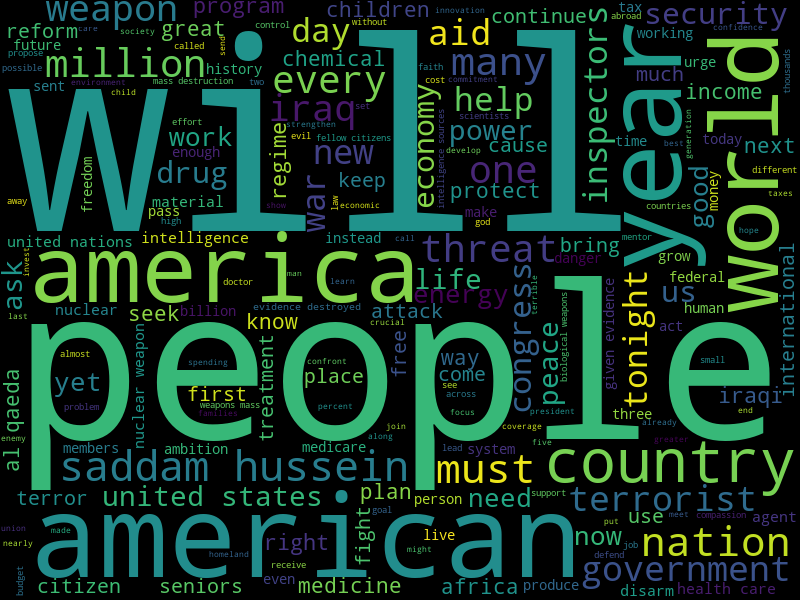 weapon
program
children
continue
tax
abroad
innovation
confidence
without
control
society
care
called
send
reform
great
day
aid
security
future
propose
possible
million
every
many
chemical
history
working
urge
much
income
thousands
sent
environment
mass destruction
two
child
faith
cost
commitment
iraq
set
help
economy
inspectors
year
world
will
effort
strengthen
work
enough
evil
fellow citizens
new
power
one
scientists
develop
cause
time
today
next
generation
best
different
taxes
drug
regime
war
keep
protect
intelligence sources
countries
good
money
freedom
material
pass
high
away
show
law
economic
make
god
hope
mentor
united nations
intelligence
instead
call
threat
bring
grow
federal
international
ask
invest
america
doctor
man
learn
life
danger
energy
congress
us
human
last
nuclear
seek
billion
evidence destroyed
know
crucial
attack
peace
terrible
biological weapons
given evidence
tonight
act
people
almost
yet
nuclear weapon
spending
confront
free
way
come
see
across
small
first
treatment
place
percent
focus
president
iraqi
end
already
three
greater
problem
weapons mass
families
join
along
coverage
five
al qaeda
enemy
members
ambition
medicare
lead
system
saddam hussein
must
country
terror
united states
plan
person
need
support
terrorist
goal
use
put
meet
compassion
agent
union
made
nearly
american
homeland
right
fight
live
might
now
job
nation
defend
government
budget
citizen
seniors
even
receive
medicine
africa
produce
disarm
health care